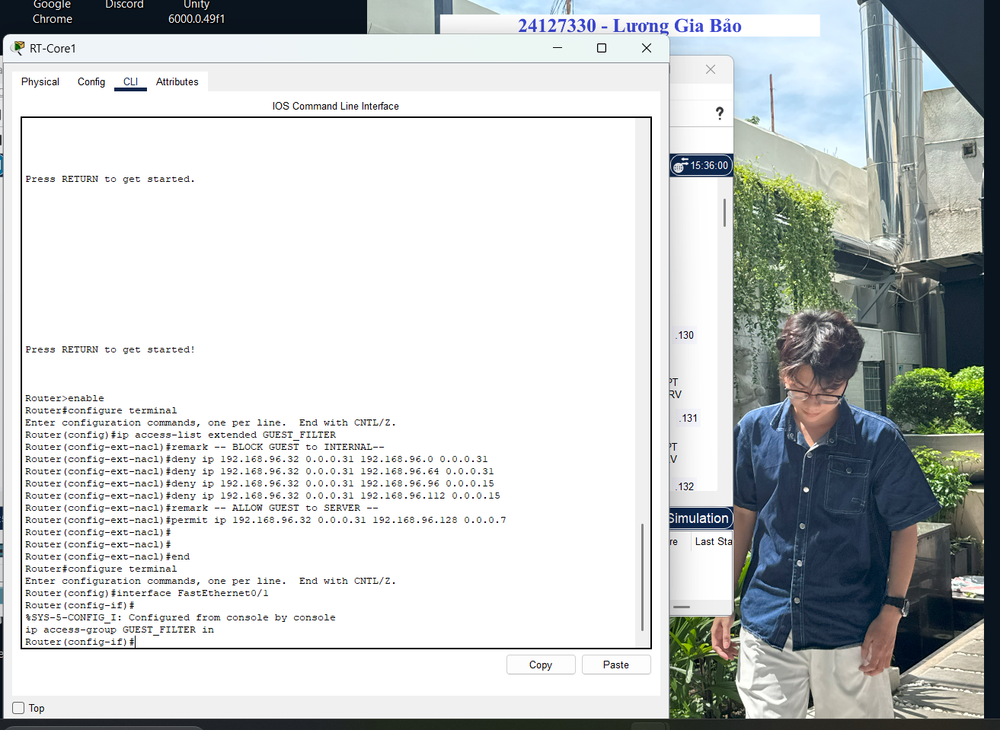 Google
Chrome
Discord
Unity
6000.0.49f1
24127330 - Lương Gia Bảo
RT-Core1
Physical Config CLI Attributes
IOS Command Line Interface
Press RETURN to get started.
Press RETURN to get started!
Router>enable
Router#configure terminal
Enter configuration commands, one per line.  End with CNTL/Z.
Router(config)#ip access-list extended GUEST_FILTER
Router(config-ext-nacl)#remark -- BLOCK GUEST to INTERNAL--
Router(config-ext-nacl)#deny ip 192.168.96.32 0.0.0.31 192.168.96.0 0.0.0.31
Router(config-ext-nacl)#deny ip 192.168.96.32 0.0.0.31 192.168.96.64 0.0.0.31
Router(config-ext-nacl)#deny ip 192.168.96.32 0.0.0.31 192.168.96.96 0.0.0.15
Router(config-ext-nacl)#deny ip 192.168.96.32 0.0.0.31 192.168.96.112 0.0.0.15
Router(config-ext-nacl)#remark -- ALLOW GUEST to SERVER --
Router(config-ext-nacl)#permit ip 192.168.96.32 0.0.0.31 192.168.96.128 0.0.0.7
Router(config-ext-nacl)#
Router(config-ext-nacl)#
Router(config-ext-nacl)#end
Router#configure terminal
Enter configuration commands, one per line.  End with CNTL/Z.
Router(config)#interface FastEthernet0/1
Router(config-if)#
%SYS-5-CONFIG_I: Configured from console by console
ip access-group GUEST_FILTER in
Router(config-if)#
Copy Paste
Top
?
15:36:00
.130
PT
RV
.131
PT
.V
.132
Simulation
re Last Sta